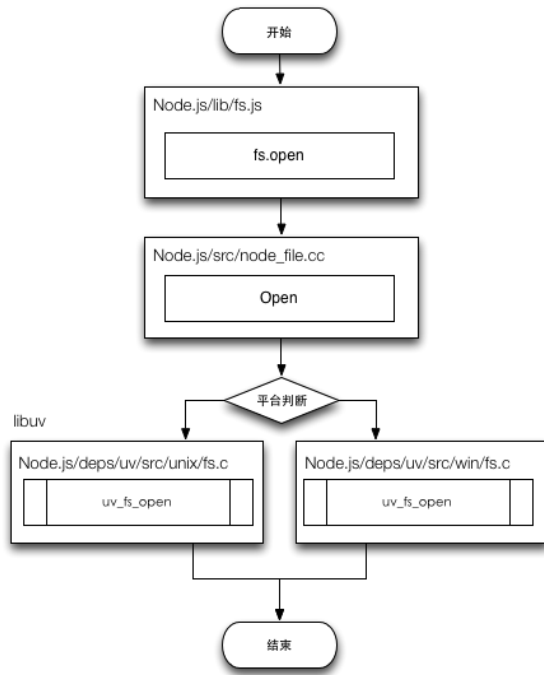 开始
Node.js/lib/fs.js
fs.open
Node.js/src/node_file.cc
Open
平台判断
libuv
Node.js/deps/uv/src/unix/fs.c
Node.js/deps/uv/src/win/fs.c
uv_fs_open
uv_fs_open
结束